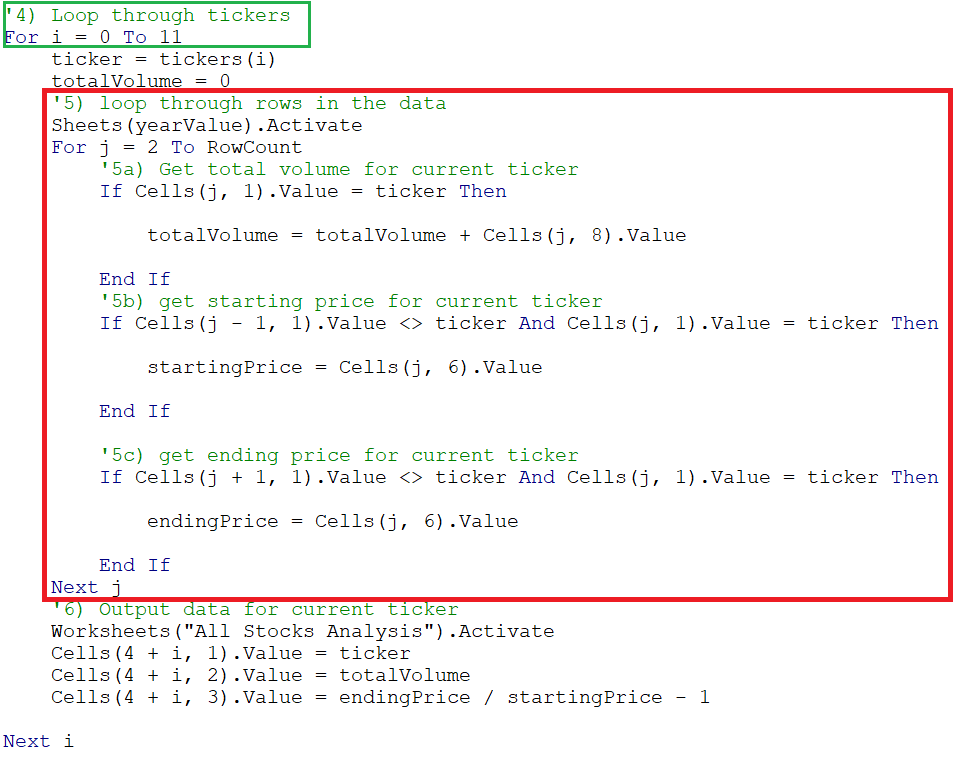 '4) Loop through tickers
For i = 0 To 11
    ticker = tickers(i)
    totalVolume = 0
    '5) loop through rows in the data
    Sheets(yearValue).Activate
    For j = 2 To RowCount
        '5a) Get total volume for current ticker
        If Cells(j, 1).Value = ticker Then
            totalVolume = totalVolume + Cells(j, 8).Value
        End If
        '5b) get starting price for current ticker
        If Cells(j - 1, 1).Value <> ticker And Cells(j, 1).Value = ticker Then
            startingPrice = Cells(j, 6).Value
        End If
        '5c) get ending price for current ticker
        If Cells(j + 1, 1).Value <> ticker And Cells(j, 1).Value = ticker Then
            endingPrice = Cells(j, 6).Value
        End If
    Next j
    '6) Output data for current ticker
    Worksheets("All Stocks Analysis").Activate
    Cells(4 + i, 1).Value = ticker
    Cells(4 + i, 2).Value = totalVolume
    Cells(4 + i, 3).Value = endingPrice / startingPrice - 1
Next i